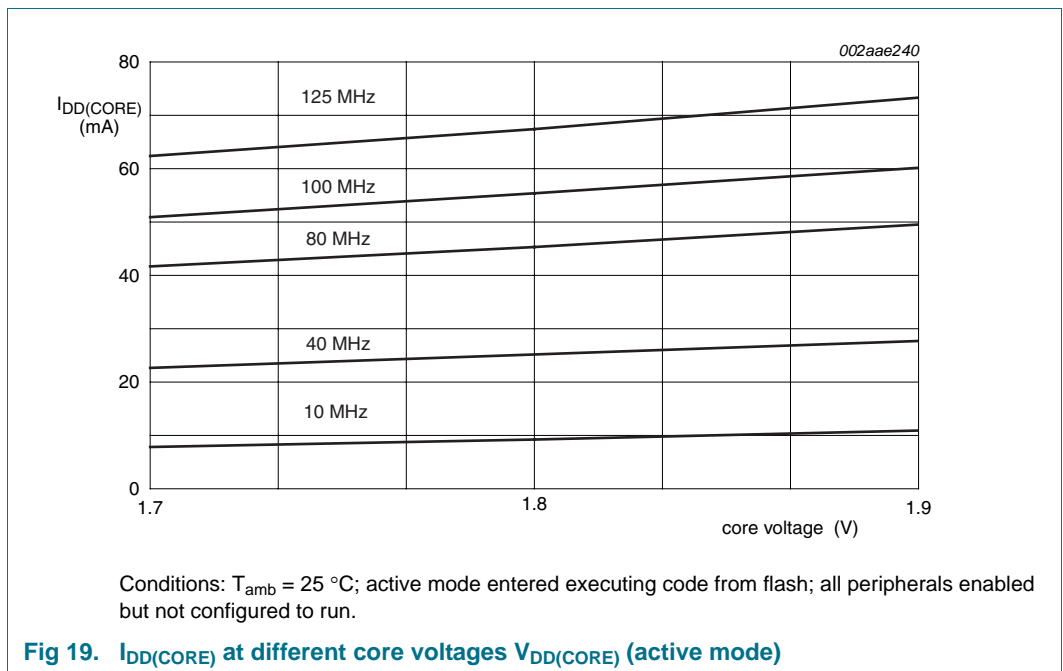 002aae240
80
I_DD(CORE)
(mA)
125 MHz
60
100 MHz
80 MHz
40
40 MHz
20
10 MHz
0
1.7
1.8
1.9
core voltage (V)
Conditions: T_amb = 25 °C; active mode entered executing code from flash; all peripherals enabled
but not configured to run.
Fig 19. I_DD(CORE) at different core voltages V_DD(CORE) (active mode)